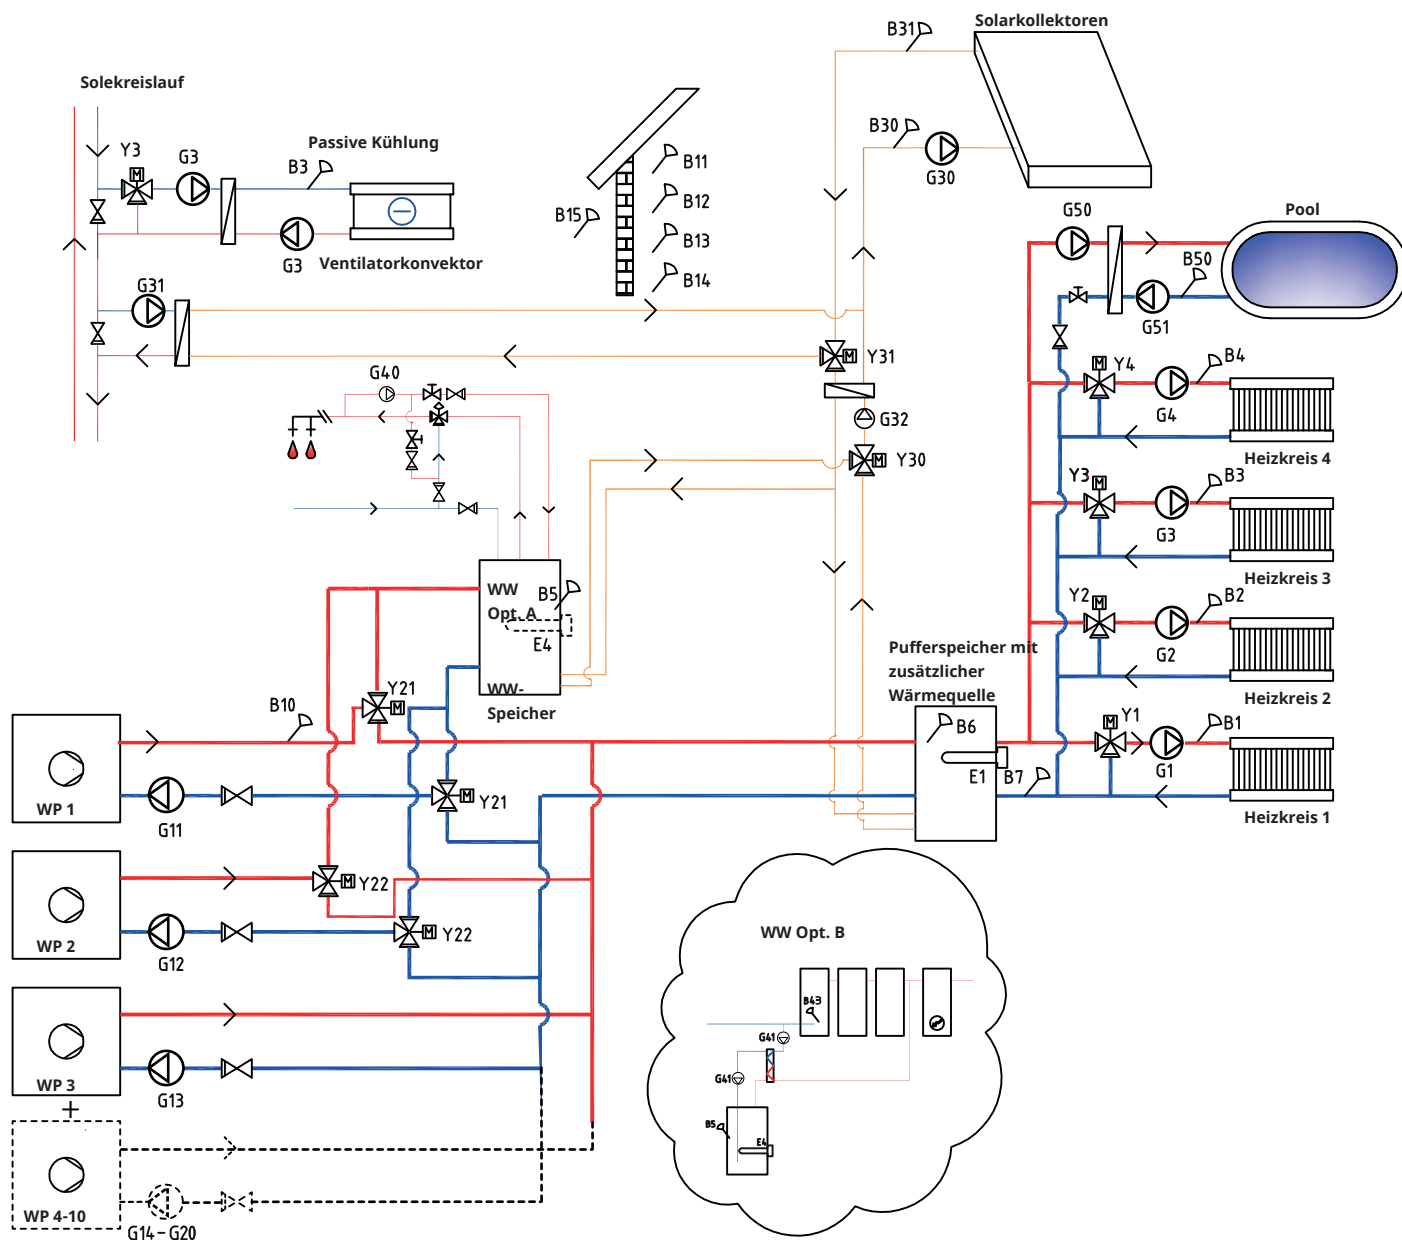 Solarkollektoren
B31
Solekreislauf
B30
G30
Passive Kühlung
Y3
G3
B3
B11
B12
B15
B13
B14
G3
Ventilatorkonvektor
G50
Pool
B50
G51
G31
Y31
G40
G32
Y30
Y4
B4
G4
Heizkreis 4
Y3
B3
G3
Heizkreis 3
WW
Opt. A
B5
E4
WW-
Speicher
Y2
B2
G2
Heizkreis 2
Pufferspeicher mit
zusätzlicher
Wärmequelle
B6
E1
B7
Y1
B1
G1
Heizkreis 1
B10
Y21
M
M
M
M
M
M
M
M
M
M
M
WP 1
G11
Y21
WP 2
G12
Y22
Y22
WP 3
G13
+
WP 4-10
G14-G20
WW Opt. B
B43
G41
G41
B5
E4